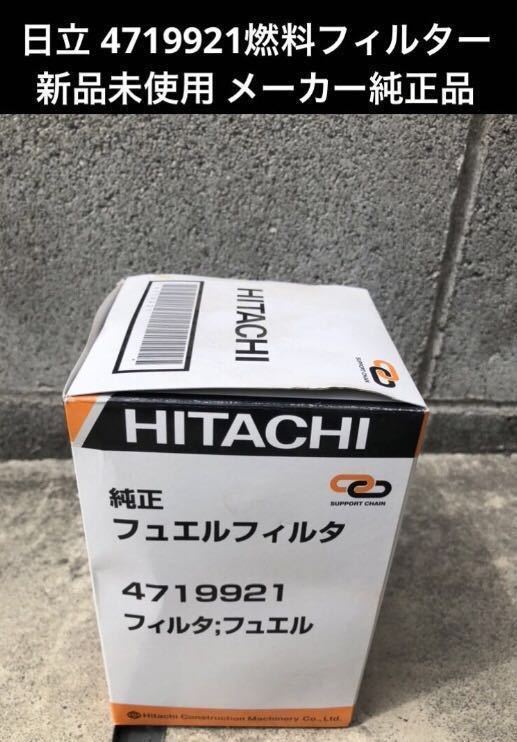 日立 4719921燃料フィルター
新品未使用 メーカー純正品
HITACHI
SUPPORT CHAIN
HITACHI
純正
SUPPORT CHAIN
フュエルフィルタ
4719921
フィルタ;フュエル
Hitachi Construction Machinery Co., Ltd.